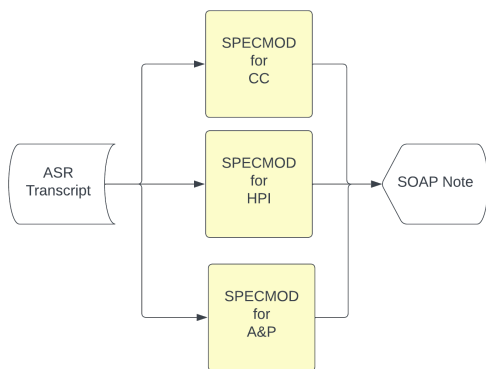 SPECMOD
for
CC
ASR
Transcript
SPECMOD
for
HPI
SOAP Note
SPECMOD
for
A&P